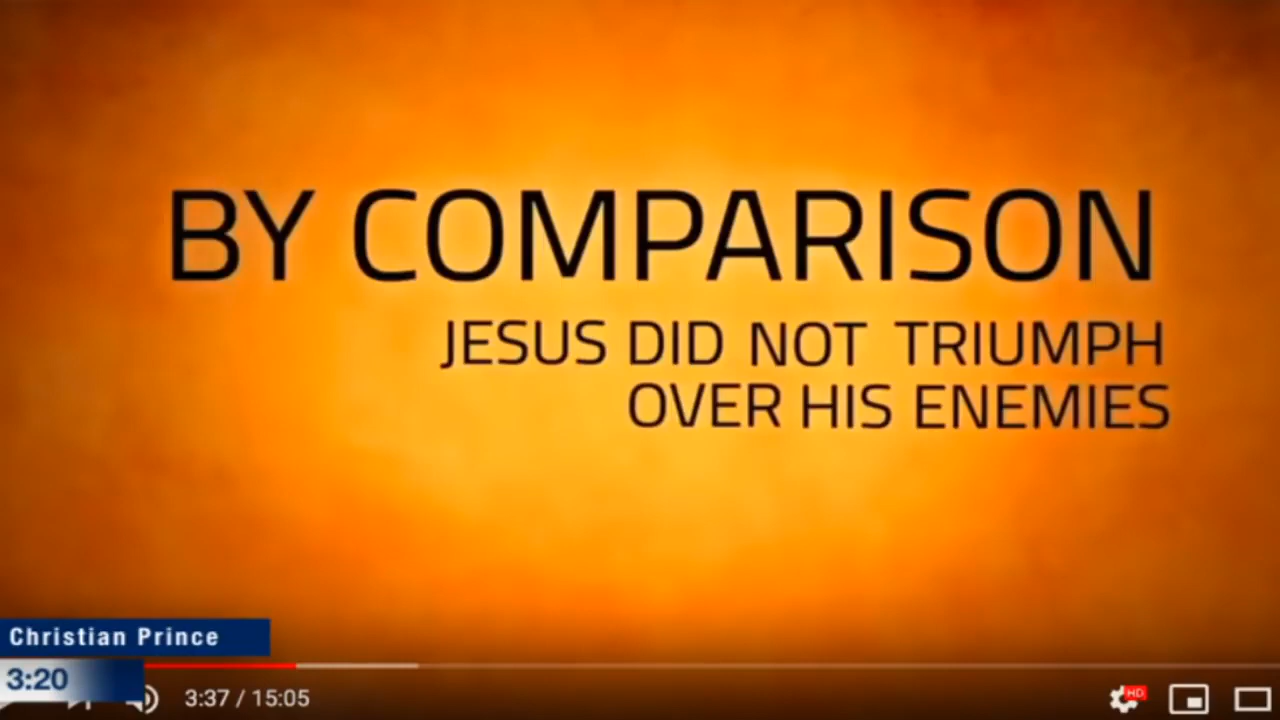 BY COMPARISON
JESUS DID NOT TRIUMPH
OVER HIS ENEMIES
Christian Prince
3:20
3:37 / 15:05
HD